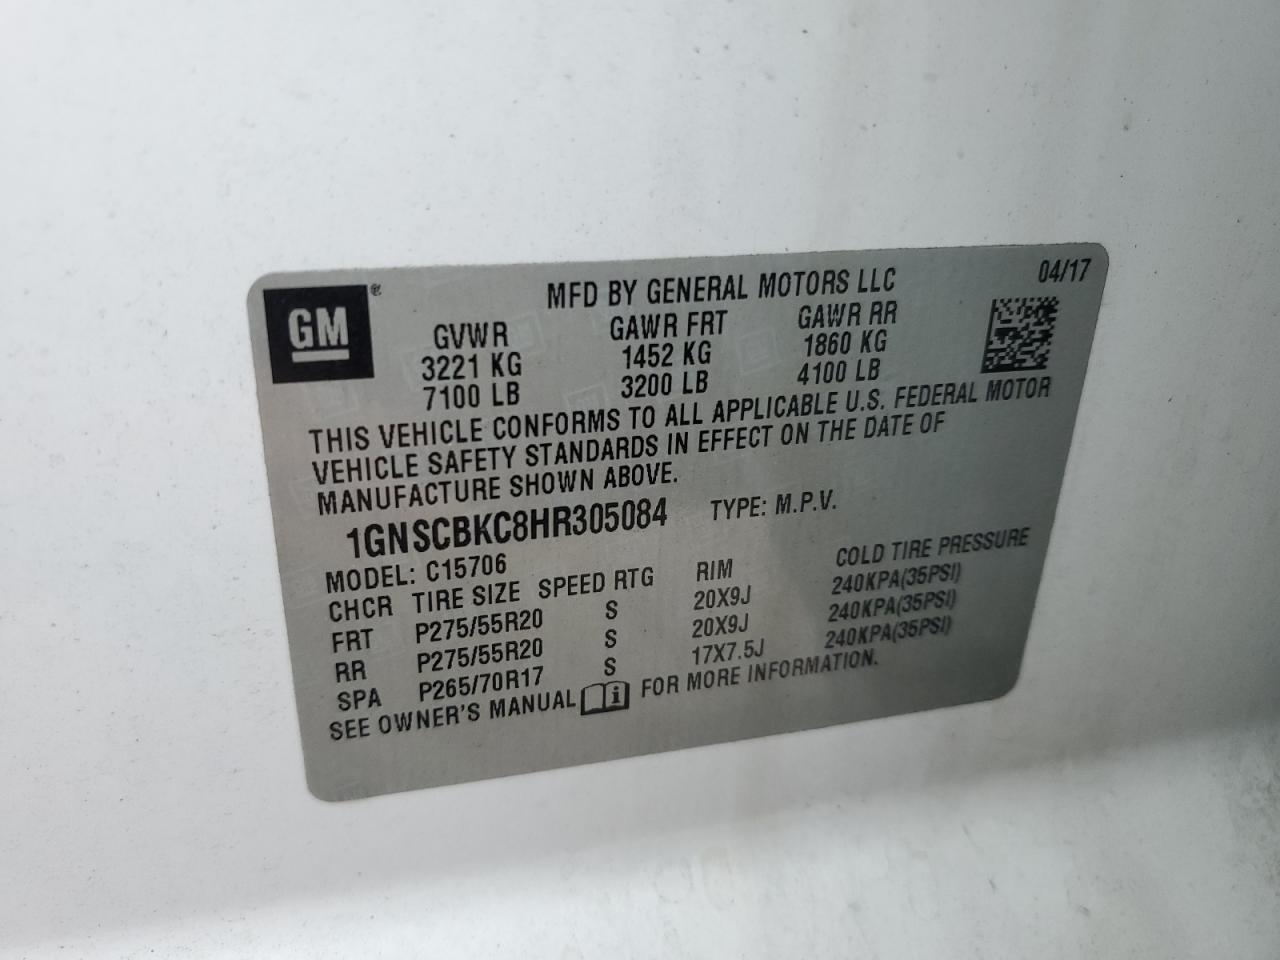 GM ®
MFD BY GENERAL MOTORS LLC 04/17
GVWR GAWR FRT GAWR RR
3221 KG 1452 KG 1860 KG
7100 LB 3200 LB 4100 LB
THIS VEHICLE CONFORMS TO ALL APPLICABLE U.S. FEDERAL MOTOR
VEHICLE SAFETY STANDARDS IN EFFECT ON THE DATE OF
MANUFACTURE SHOWN ABOVE.
1GNSCBKC8HR305084 TYPE: M.P.V.
MODEL: C15706
CHCR TIRE SIZE SPEED RTG RIM COLD TIRE PRESSURE
FRT P275/55R20 S 20X9J 240KPA(35PSI)
RR P275/55R20 S 20X9J 240KPA(35PSI)
SPA P265/70R17 S 17X7.5J 240KPA(35PSI)
SEE OWNER'S MANUAL i FOR MORE INFORMATION.